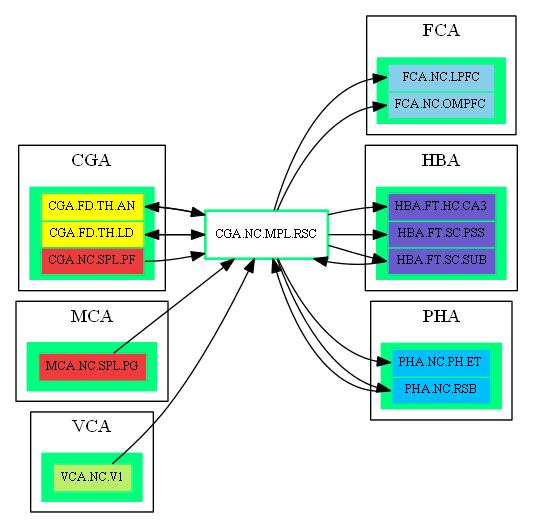 FCA
FCA.NC.LPFC
FCA.NC.OMPFC
CGA
CGA.FD.TH.AN
CGA.FD.TH.LD
CGA.NC.SPL.PF
CGA.NC.MPL.RSC
HBA
HBA.FT.HC.CA3
HBA.FT.SC.PSS
HBA.FT.SC.SUB
MCA
MCA.NC.SPL.PG
PHA
PHA.NC.PH.ET
PHA.NC.RSB
VCA
VCA.NC.V1